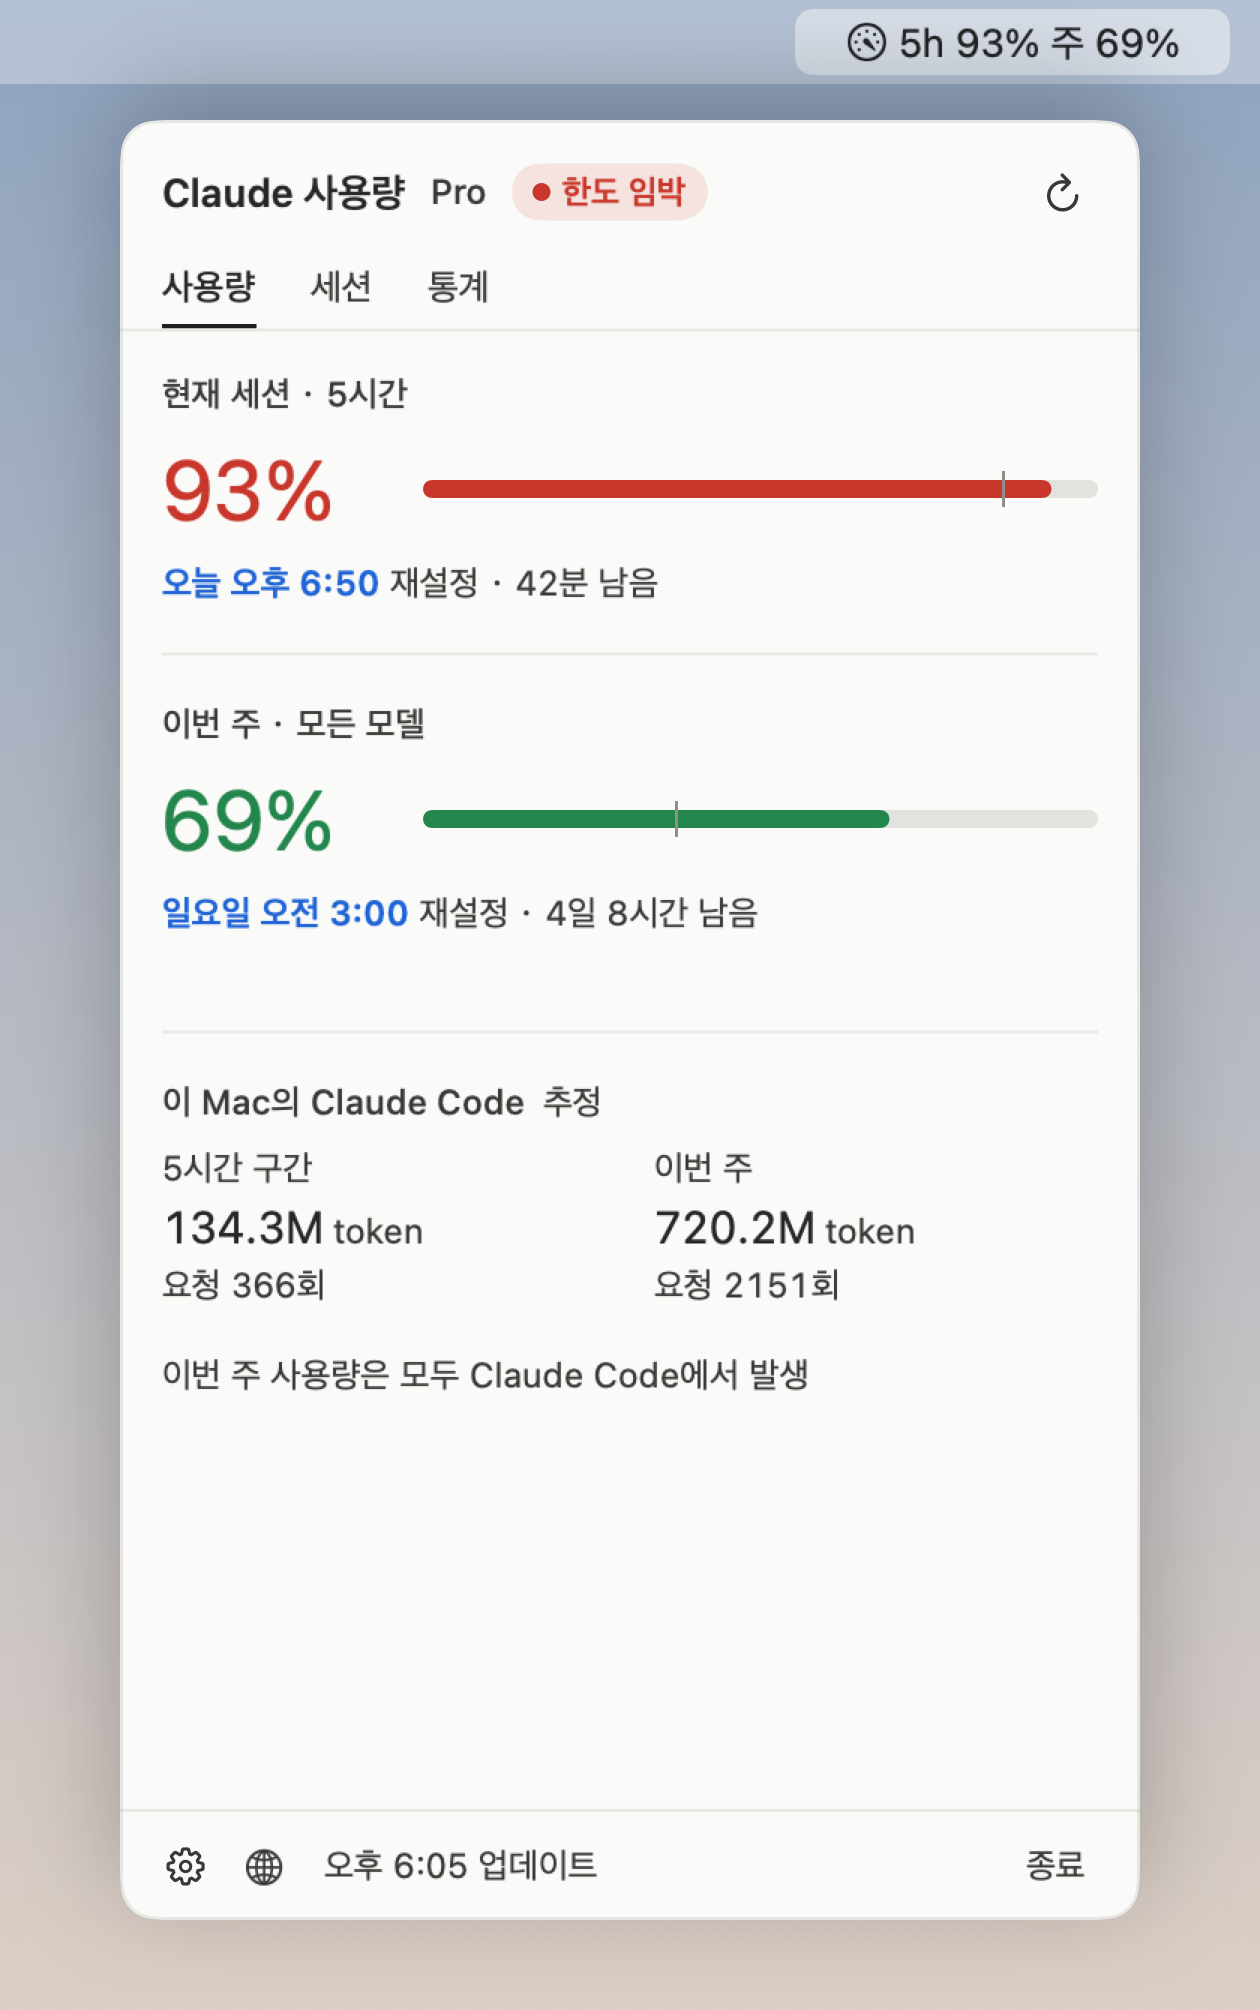 5h 93% 주 69%
Claude 사용량 Pro 한도 임박
사용량 세션 통계
현재 세션 · 5시간
93%
오늘 오후 6:50 재설정 · 42분 남음
이번 주 · 모든 모델
69%
일요일 오전 3:00 재설정 · 4일 8시간 남음
이 Mac의 Claude Code 추정
5시간 구간 이번 주
134.3M token 720.2M token
요청 366회 요청 2151회
이번 주 사용량은 모두 Claude Code에서 발생
오후 6:05 업데이트 종료